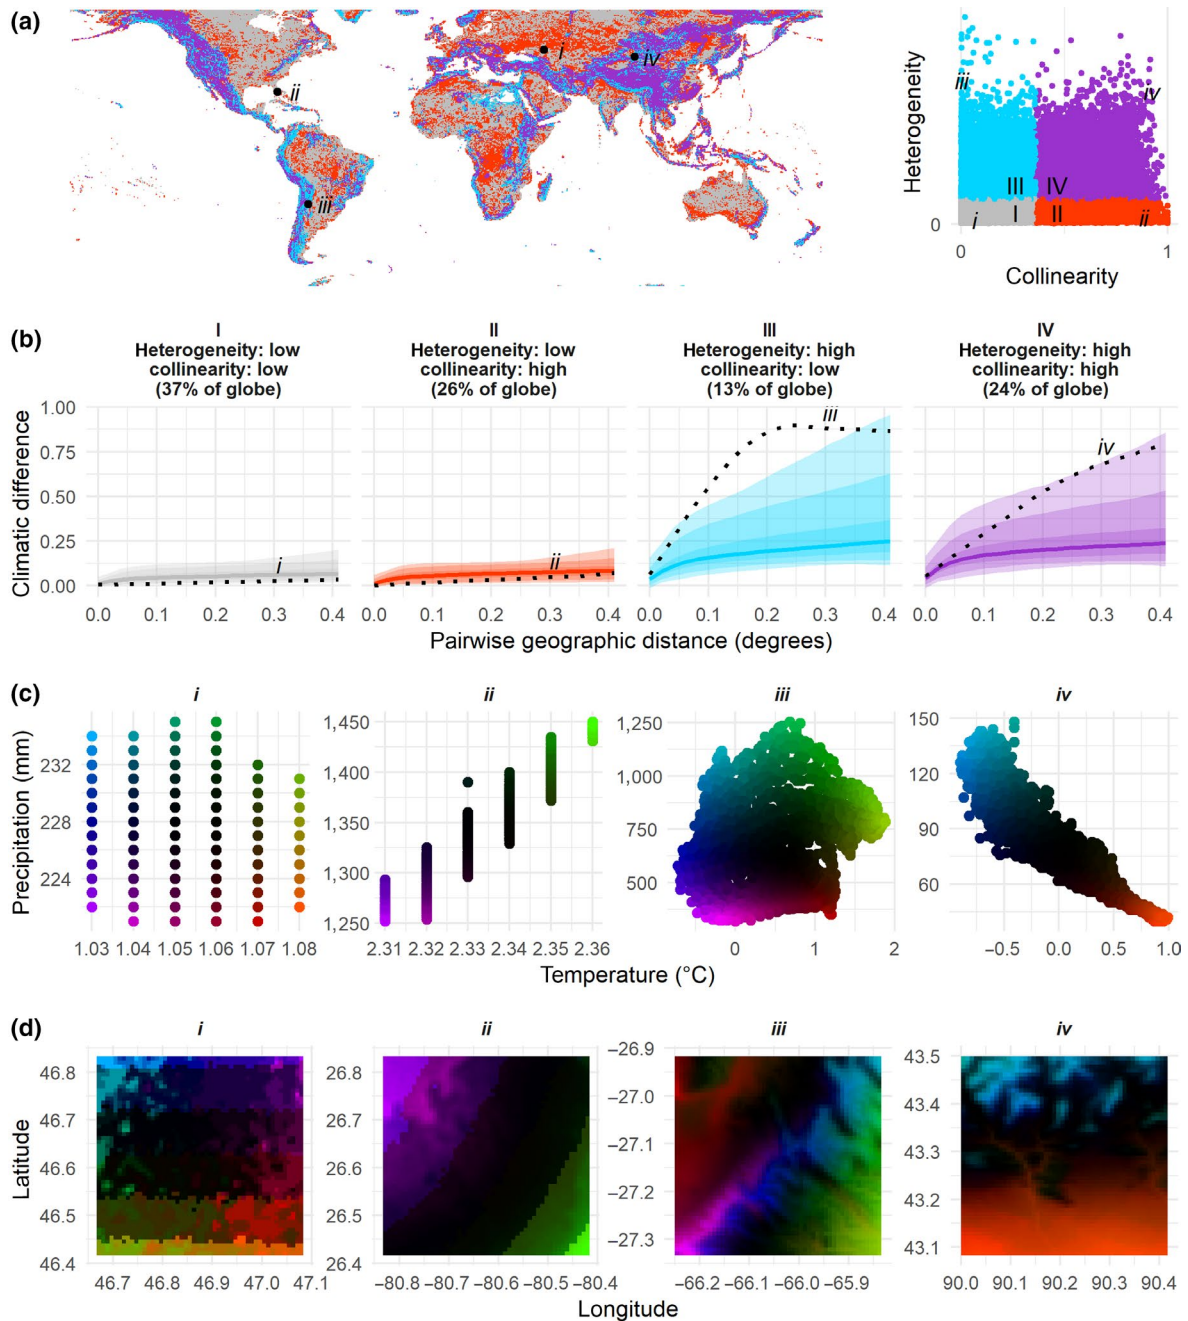 (a)
i
ii
iii
iv
Heterogeneity
iii
iv
III IV
I II
i
ii
0
0 1
Collinearity
(b)
I
Heterogeneity: low
collinearity: low
(37% of globe)
II
Heterogeneity: low
collinearity: high
(26% of globe)
III
Heterogeneity: high
collinearity: low
(13% of globe)
IV
Heterogeneity: high
collinearity: high
(24% of globe)
Climatic difference
1.00
0.75
0.50
0.25
0.00
i
ii
iii
iv
0.0 0.1 0.2 0.3 0.4
0.0 0.1 0.2 0.3 0.4
0.0 0.1 0.2 0.3 0.4
0.0 0.1 0.2 0.3 0.4
Pairwise geographic distance (degrees)
(c)
i
ii
iii
iv
Precipitation (mm)
232
228
224
1.03 1.04 1.05 1.06 1.07 1.08
1,450
1,400
1,350
1,300
1,250
2.31 2.32 2.33 2.34 2.35 2.36
1,250
1,000
750
500
0 1 2
150
120
90
60
−0.5 0.0 0.5 1.0
Temperature (°C)
(d)
i
ii
iii
iv
Latitude
46.8
46.7
46.6
46.5
46.4
46.7 46.8 46.9 47.0 47.1
26.8
26.7
26.6
26.5
26.4
−80.8 −80.7 −80.6 −80.5 −80.4
−26.9
−27.0
−27.1
−27.2
−27.3
−66.2 −66.1 −66.0 −65.9
43.5
43.4
43.3
43.2
43.1
90.0 90.1 90.2 90.3 90.4
Longitude